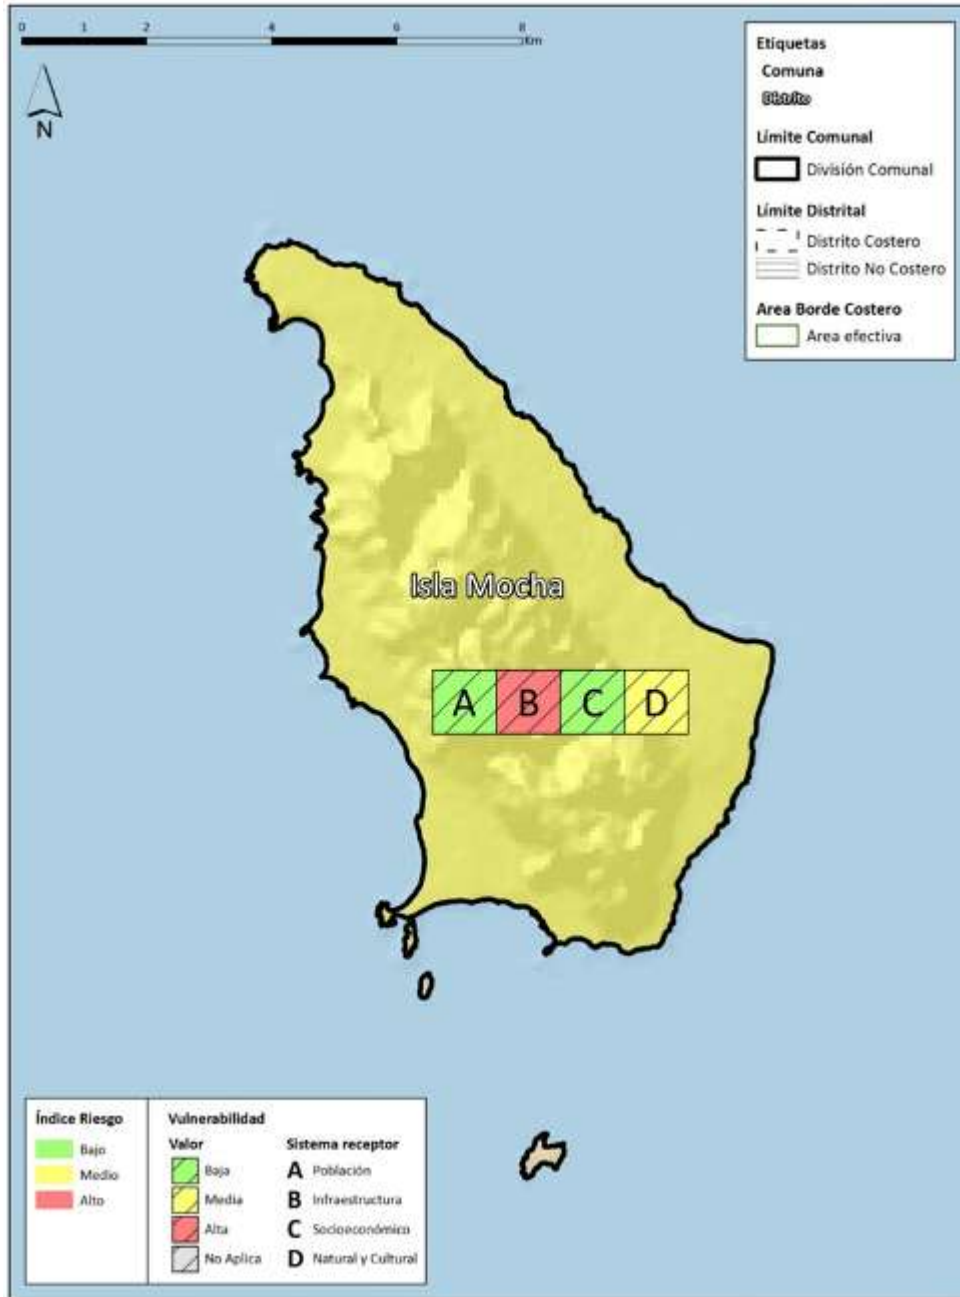 0 1 2 4 6 8
Km
N
Etiquetas
Comuna
Distrito
Límite Comunal
División Comunal
Límite Distrital
Distrito Costero
Distrito No Costero
Area Borde Costero
Area efectiva
Isla Mocha
A B C D
Índice Riesgo
Bajo
Medio
Alto
Vulnerabilidad
Valor
Baja
Media
Alta
No Aplica
Sistema receptor
A Población
B Infraestructura
C Socioeconómico
D Natural y Cultural